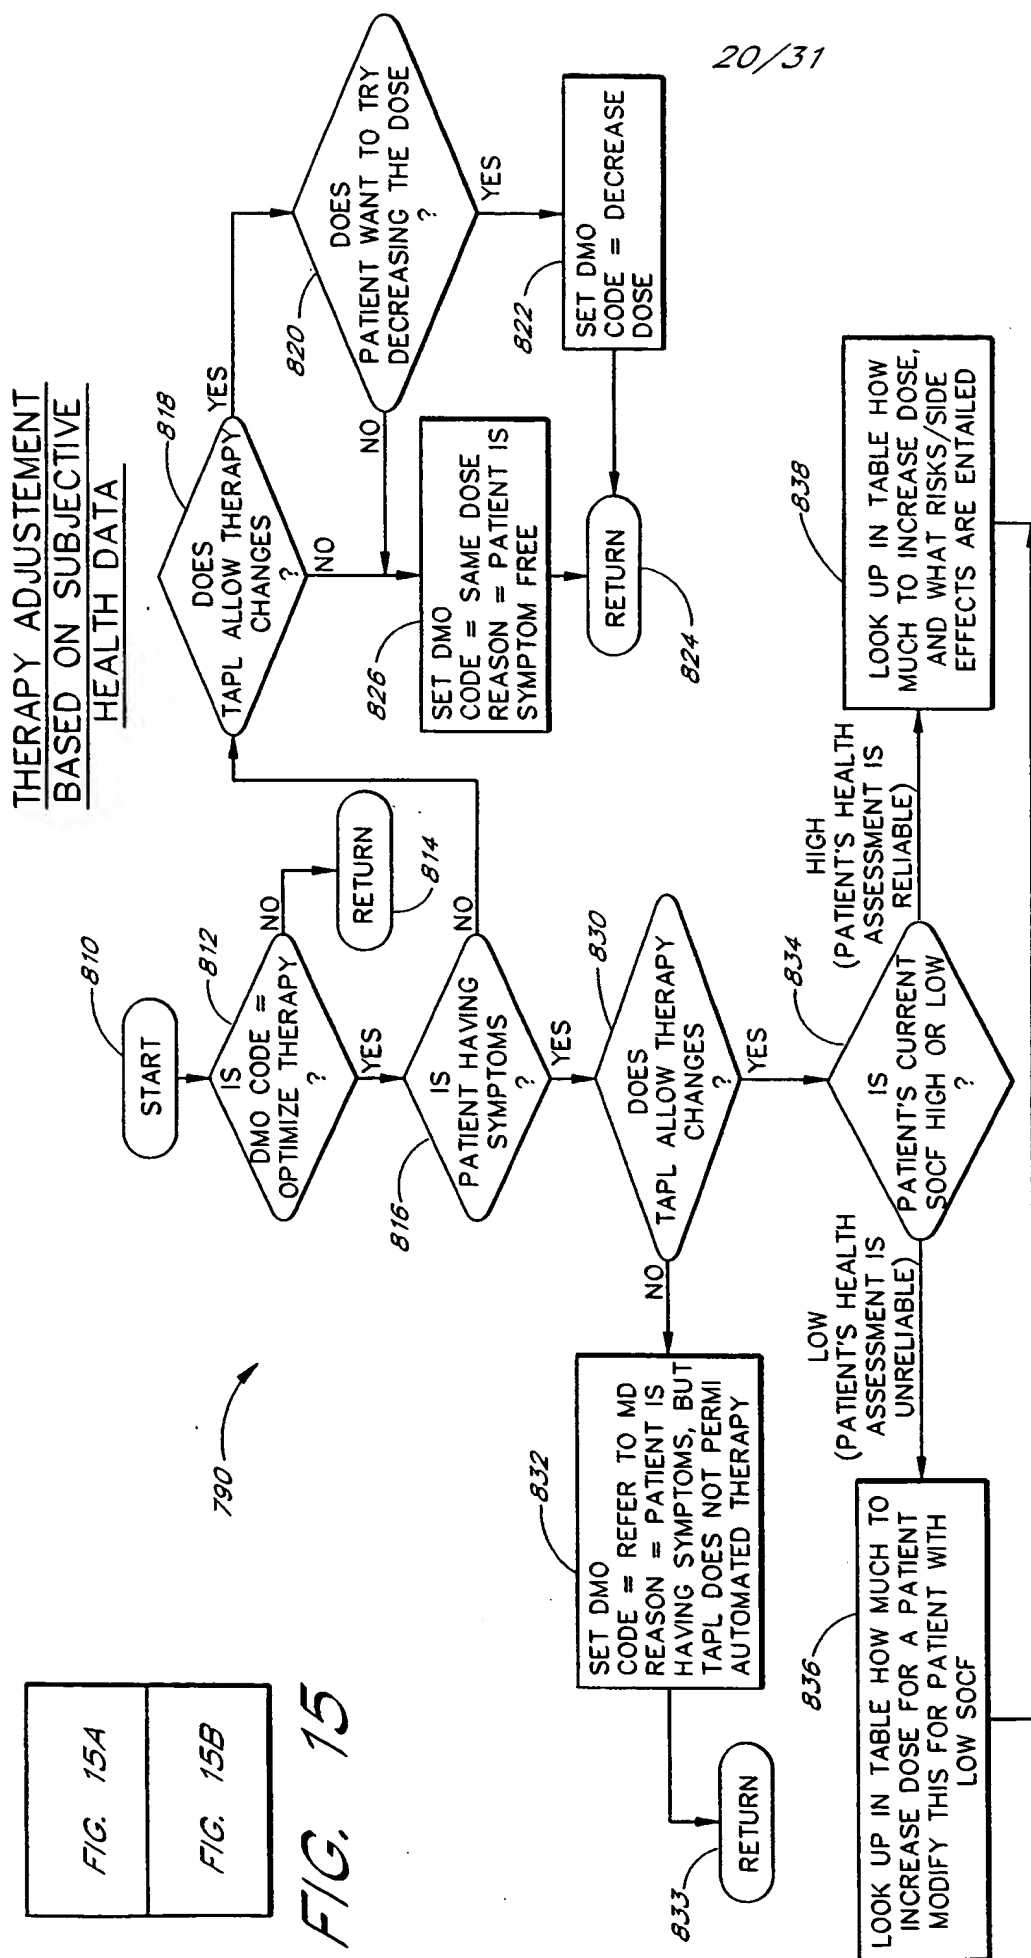 20/31
THERAPY ADJUSTEMENT
BASED ON SUBJECTIVE
HEALTH DATA
FIG. 15A
FIG. 15B
FIG. 15
790
810
START
812
IS
DMO CODE =
OPTIMIZE THERAPY
?
NO
RETURN
814
YES
816
IS
PATIENT HAVING
SYMPTOMS
?
NO
YES
818
DOES
TAPL ALLOW THERAPY
CHANGES
?
YES
NO
820
DOES
PATIENT WANT TO TRY
DECREASING THE DOSE
?
NO
YES
822
SET DMO
CODE = DECREASE
DOSE
826
SET DMO
CODE = SAME DOSE
REASON = PATIENT IS
SYMPTOM FREE
RETURN
824
830
DOES
TAPL ALLOW THERAPY
CHANGES
?
NO
YES
832
SET DMO
CODE = REFER TO MD
REASON = PATIENT IS
HAVING SYMPTOMS, BUT
TAPL DOES NOT PERMI
AUTOMATED THERAPY
833
RETURN
834
IS
PATIENT'S CURRENT
SOCF HIGH OR LOW
?
LOW
(PATIENT'S HEALTH
ASSESSMENT IS
UNRELIABLE)
HIGH
(PATIENT'S HEALTH
ASSESSMENT IS
RELIABLE)
836
LOOK UP IN TABLE HOW MUCH TO
INCREASE DOSE FOR A PATIENT
MODIFY THIS FOR PATIENT WITH
LOW SOCF
838
LOOK UP IN TABLE HOW
MUCH TO INCREASE DOSE,
AND WHAT RISKS/SIDE
EFFECTS ARE ENTAILED